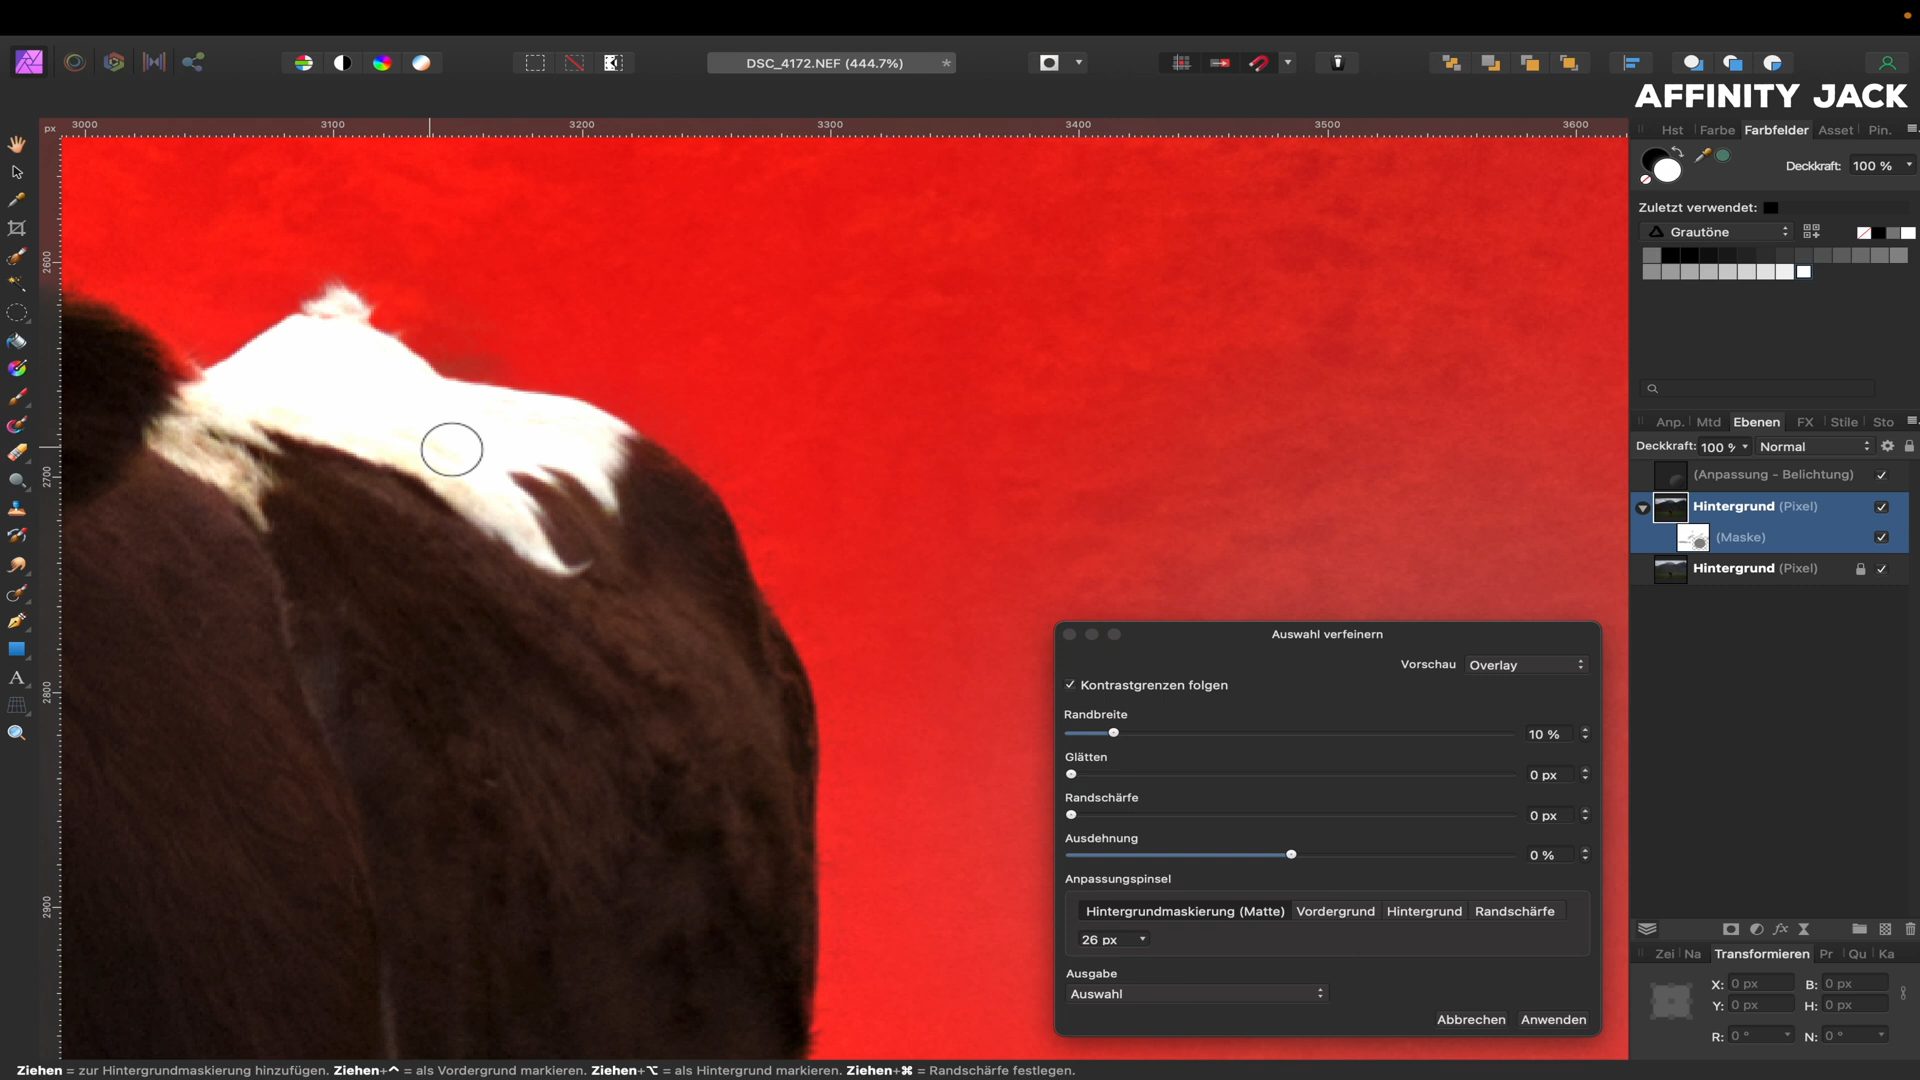 DSC_4172.NEF (444.7%) *
AFFINITY JACK
px 3000 3100 3200 3300 3400 3500 3600
2600
2700
2800
2900
Hst Farbe Farbfelder Asset Pin.
Deckkraft: 100 %
Zuletzt verwendet:
Grautöne
Anp. Mtd Ebenen FX Stile Sto
Deckkraft: 100 % Normal
(Anpassung - Belichtung)
Hintergrund (Pixel)
(Maske)
Hintergrund (Pixel)
Auswahl verfeinern
Vorschau Overlay
Kontrastgrenzen folgen
Randbreite
10 %
Glätten
0 px
Randschärfe
0 px
Ausdehnung
0 %
Anpassungspinsel
Hintergrundmaskierung (Matte) Vordergrund Hintergrund Randschärfe
26 px
Ausgabe
Auswahl
Abbrechen Anwenden
Zei Na Transformieren Pr Qu Ka
X: 0 px B: 0 px
Y: 0 px H: 0 px
R: 0 ° N: 0 °
Ziehen = zur Hintergrundmaskierung hinzufügen. Ziehen+^ = als Vordergrund markieren. Ziehen+⌥ = als Hintergrund markieren. Ziehen+⌘ = Randschärfe festlegen.